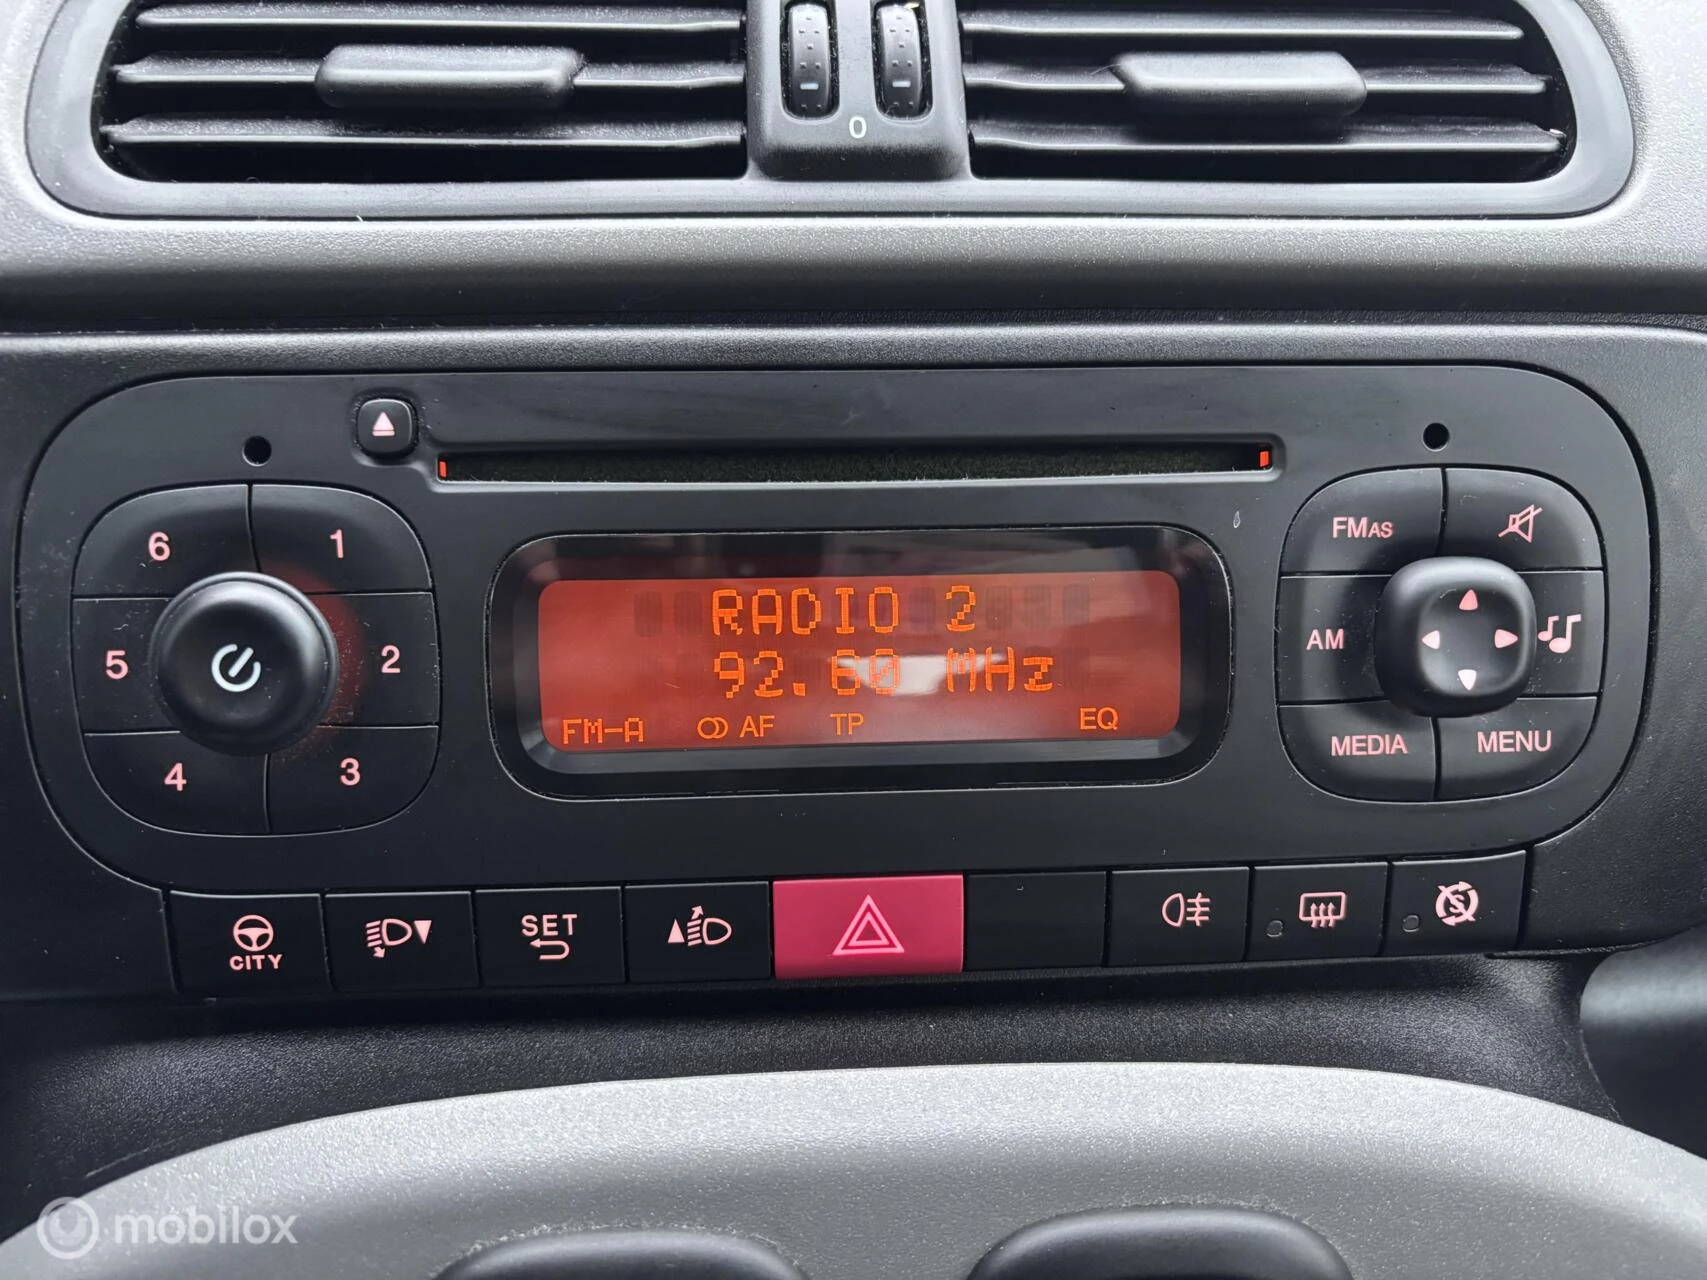 0
6 1
5 2
4 3
RADIO 2
92.60 MHz
FM-A AF TP EQ
FMAS
AM
MEDIA MENU
CITY
SET
S
mobilox